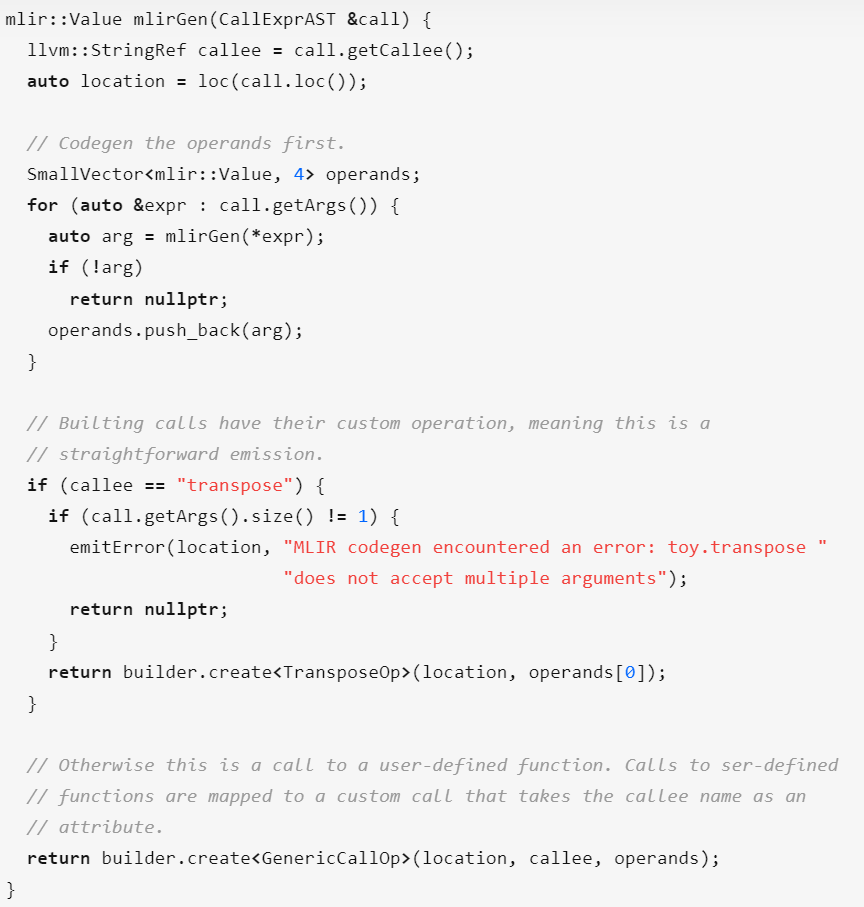 mlir::Value mlirGen(CallExprAST &call) {
  llvm::StringRef callee = call.getCallee();
  auto location = loc(call.loc());

  // Codegen the operands first.
  SmallVector<mlir::Value, 4> operands;
  for (auto &expr : call.getArgs()) {
    auto arg = mlirGen(*expr);
    if (!arg)
      return nullptr;
    operands.push_back(arg);
  }

  // Builting calls have their custom operation, meaning this is a
  // straightforward emission.
  if (callee == "transpose") {
    if (call.getArgs().size() != 1) {
      emitError(location, "MLIR codegen encountered an error: toy.transpose "
                          "does not accept multiple arguments");
      return nullptr;
    }
    return builder.create<TransposeOp>(location, operands[0]);
  }

  // Otherwise this is a call to a user-defined function. Calls to ser-defined
  // functions are mapped to a custom call that takes the callee name as an
  // attribute.
  return builder.create<GenericCallOp>(location, callee, operands);
}